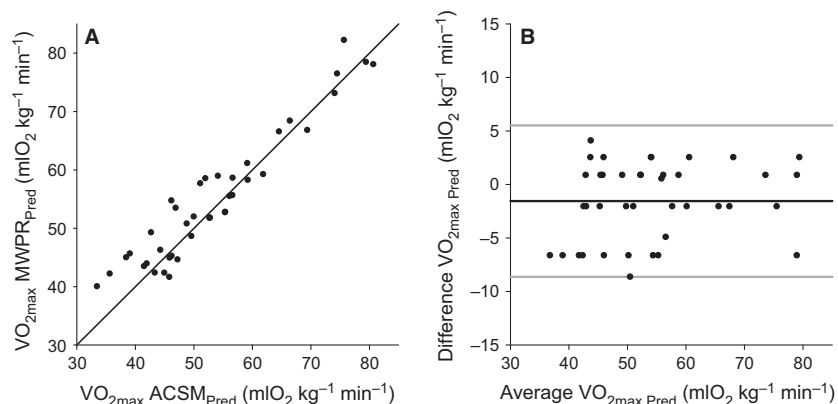 A
VO2max MWPRPred (mlO2 kg–1 min–1)
80
70
60
50
40
30
30 40 50 60 70 80
VO2max ACSMPred (mlO2 kg–1 min–1)
B
Difference VO2max Pred (mlO2 kg–1 min–1)
15
10
5
0
–5
–10
–15
30 40 50 60 70 80
Average VO2max Pred (mlO2 kg–1 min–1)